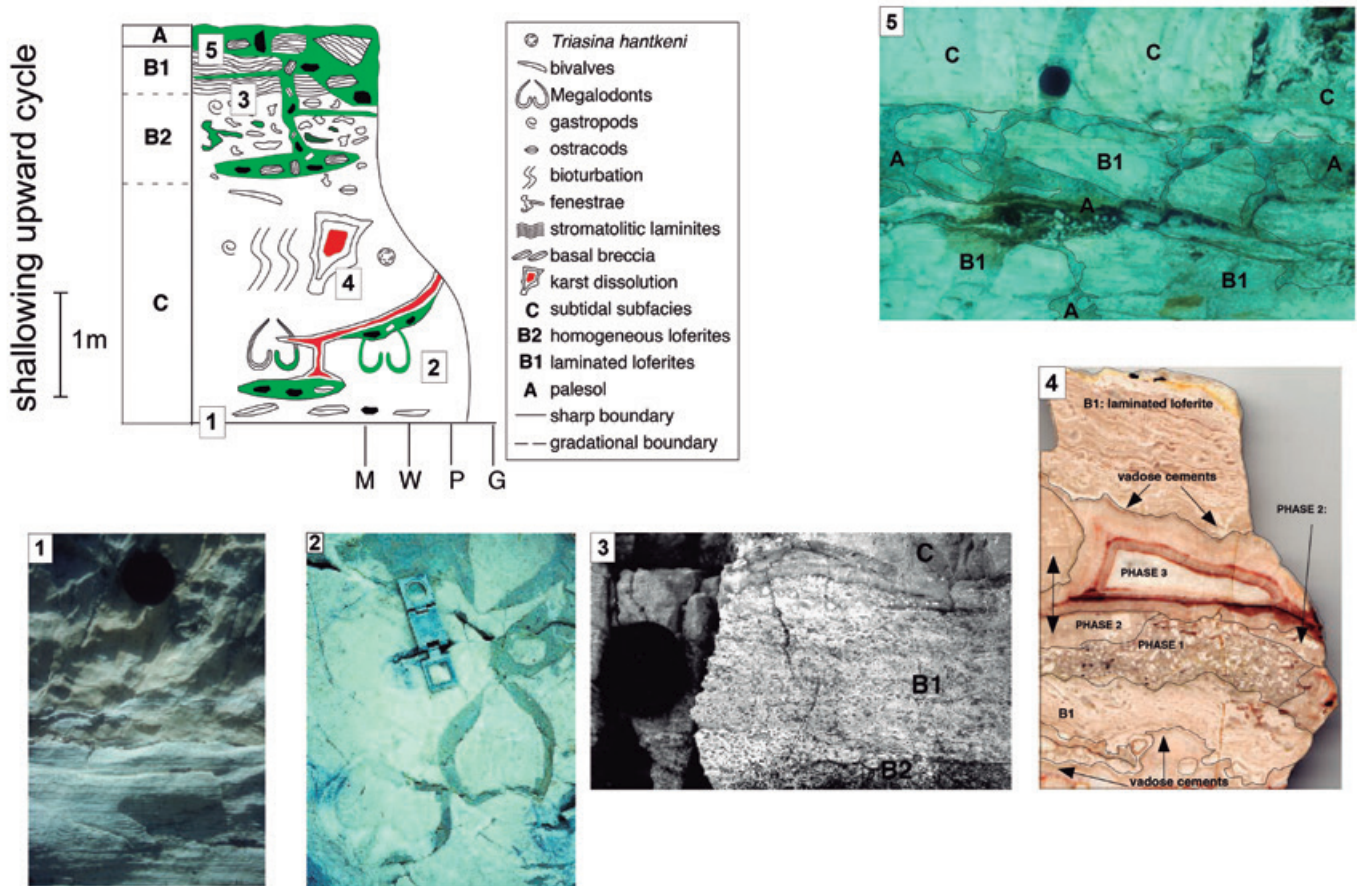 shallowing upward cycle
A
B1
B2
C
1m
5
3
4
2
1
M W P G
Triasina hantkeni
bivalves
Megalodonts
gastropods
ostracods
bioturbation
fenestrae
stromatolitic laminites
basal breccia
karst dissolution
C subtidal subfacies
B2 homogeneous loferites
B1 laminated loferites
A palesol
sharp boundary
gradational boundary
5
C C
C
A B1 A
A
B1 B1
A
1
2
3
C
B1
B2
4
B1: laminated loferite
vadose cements
PHASE 2:
PHASE 3
PHASE 2
PHASE 1
B1
vadose cements